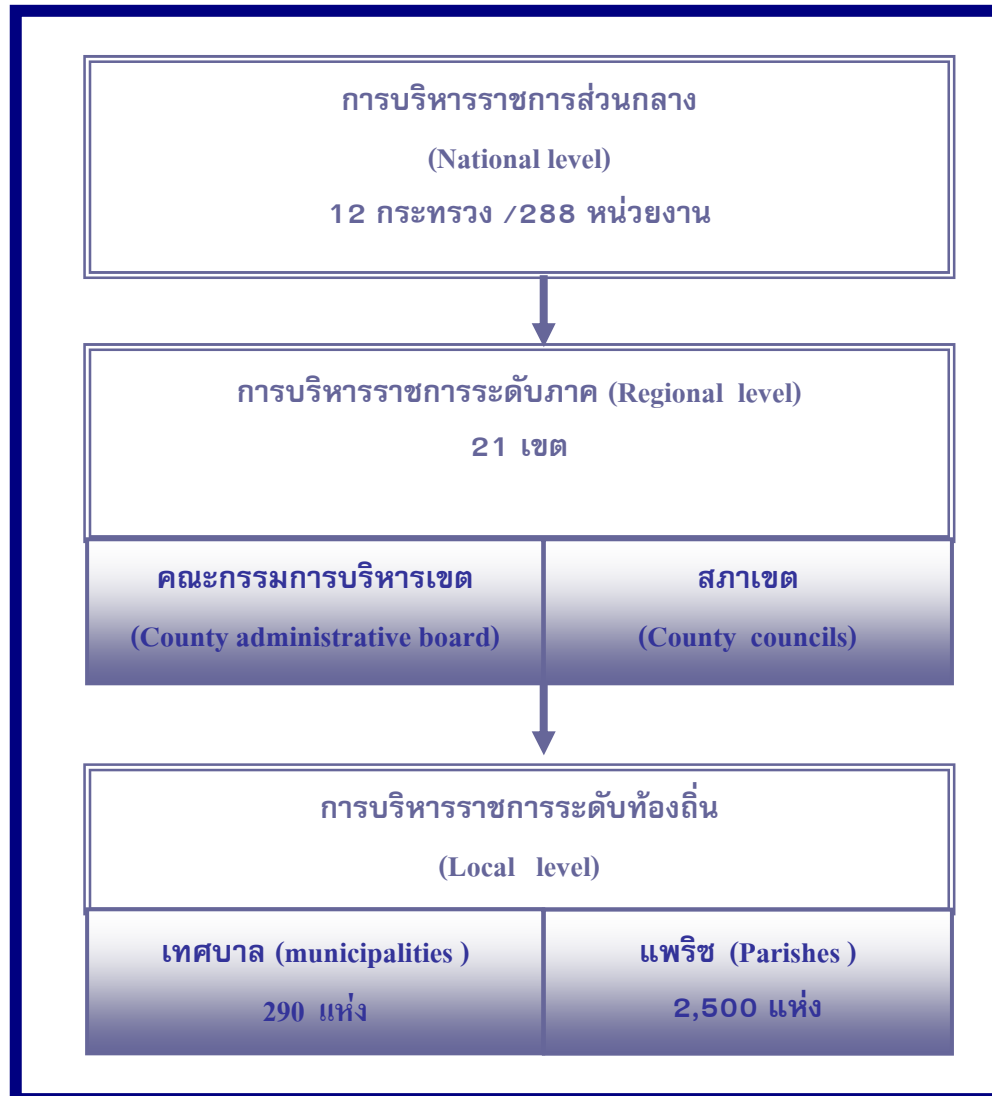 การบริหารราชการส่วนกลาง
(National level)
12 กระทรวง /288 หน่วยงาน
การบริหารราชการระดับภาค (Regional level)
21 เขต
คณะกรรมการบริหารเขต
(County administrative board)
สภาเขต
(County councils)
การบริหารราชการระดับท้องถิ่น
(Local level)
เทศบาล (municipalities )
290 แห่ง
แพริซ (Parishes )
2,500 แห่ง